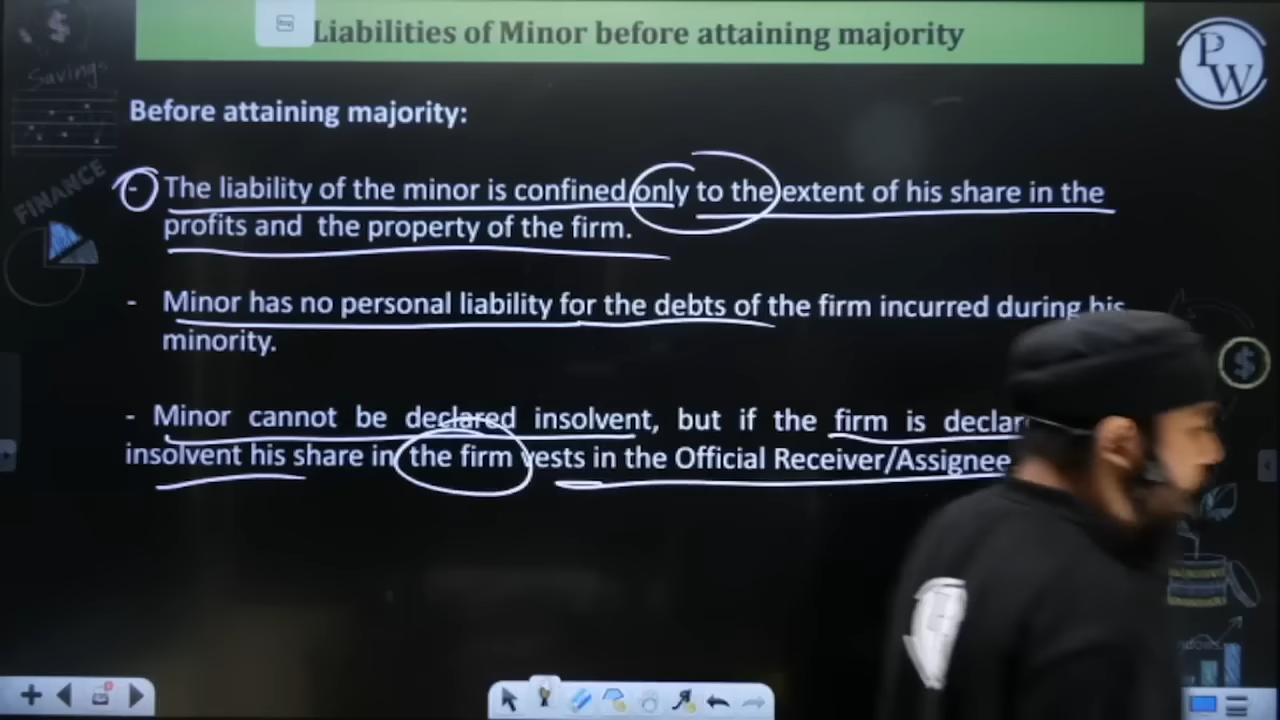 Liabilities of Minor before attaining majority
P
W
Savings
FINANCE
Before attaining majority:
- The liability of the minor is confined only to the extent of his share in the
profits and the property of the firm.
- Minor has no personal liability for the debts of the firm incurred during his
minority.
- Minor cannot be declared insolvent, but if the firm is declar
insolvent his share in the firm vests in the Official Receiver/Assignee